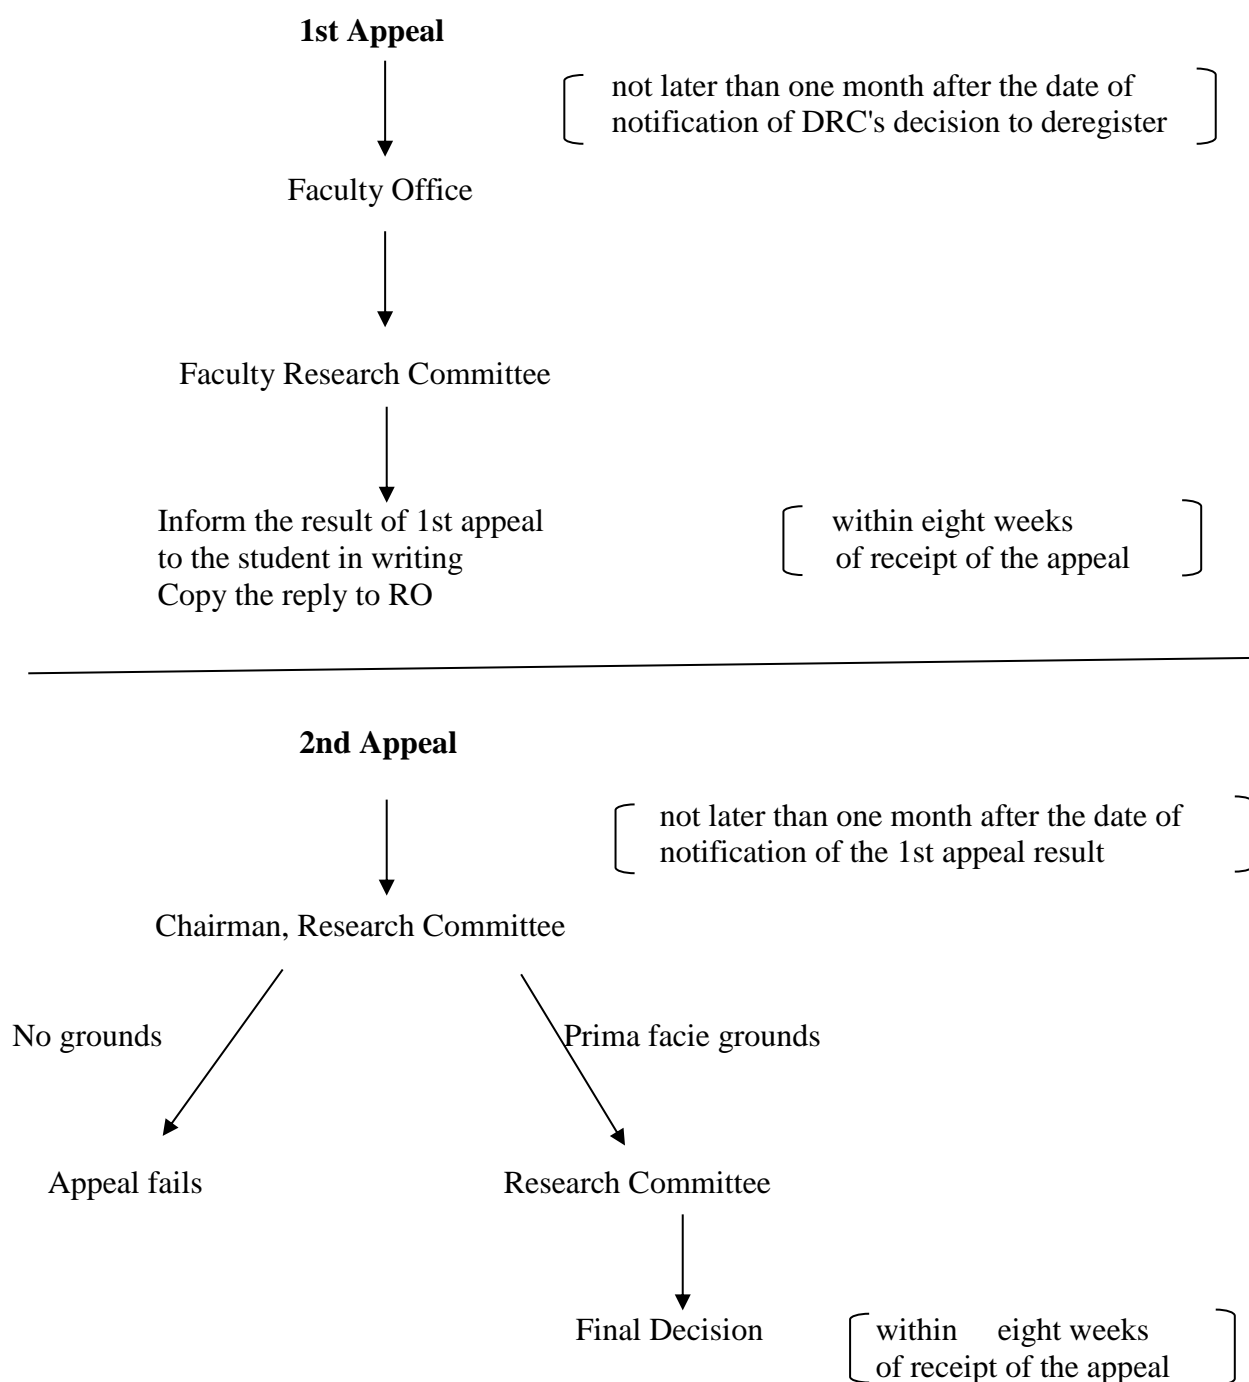 1st Appeal
not later than one month after the date of
notification of DRC's decision to deregister
Faculty Office
Faculty Research Committee
Inform the result of 1st appeal
to the student in writing
Copy the reply to RO
within eight weeks
of receipt of the appeal
2nd Appeal
not later than one month after the date of
notification of the 1st appeal result
Chairman, Research Committee
No grounds
Prima facie grounds
Appeal fails
Research Committee
Final Decision
within eight weeks
of receipt of the appeal